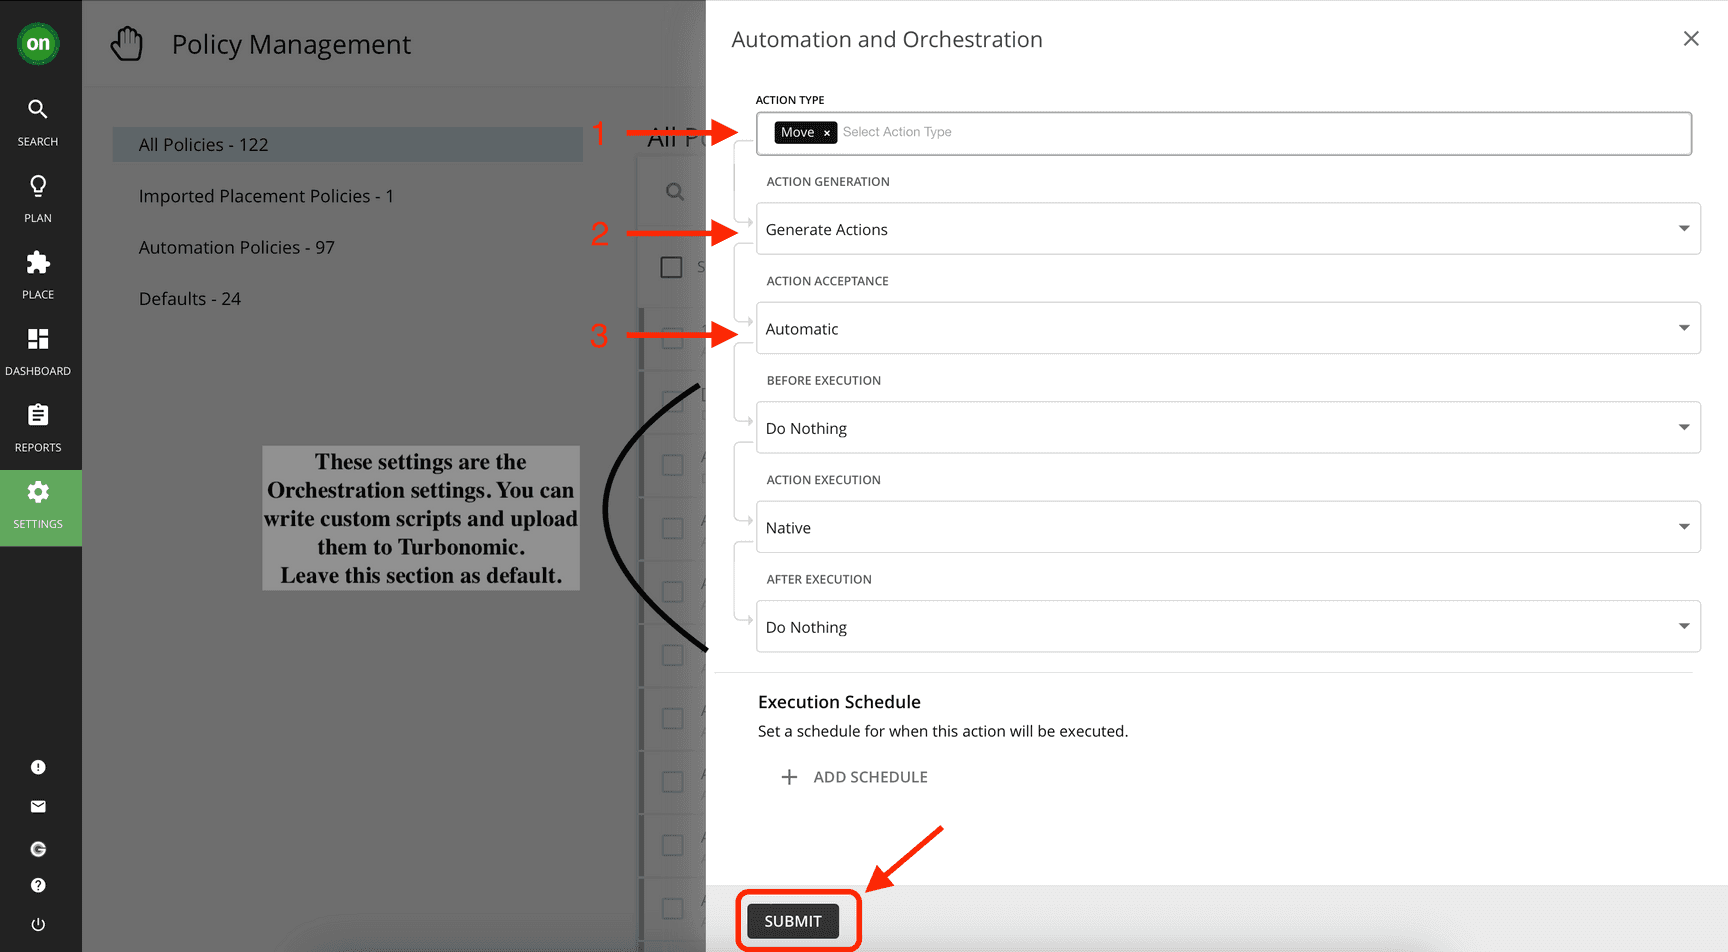 on
SEARCH
PLAN
PLACE
DASHBOARD
REPORTS
SETTINGS
Policy Management
All Policies - 122
Imported Placement Policies - 1
Automation Policies - 97
Defaults - 24
These settings are the
Orchestration settings. You can
write custom scripts and upload
them to Turbonomic.
Leave this section as default.
All P
S
1
2
3
Automation and Orchestration
ACTION TYPE
Move × Select Action Type
ACTION GENERATION
Generate Actions
ACTION ACCEPTANCE
Automatic
BEFORE EXECUTION
Do Nothing
ACTION EXECUTION
Native
AFTER EXECUTION
Do Nothing
Execution Schedule
Set a schedule for when this action will be executed.
+ ADD SCHEDULE
SUBMIT